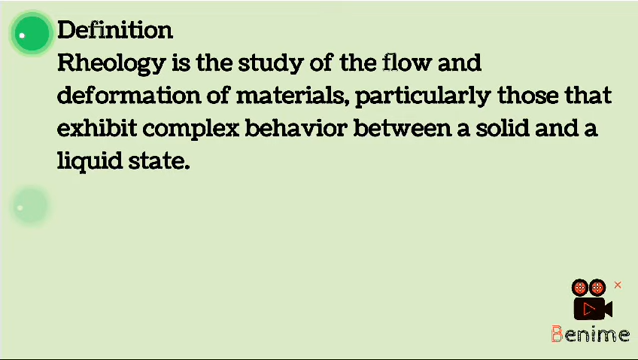 Definition
Rheology is the study of the flow and
deformation of materials, particularly those that
exhibit complex behavior between a solid and a
liquid state.
Benime